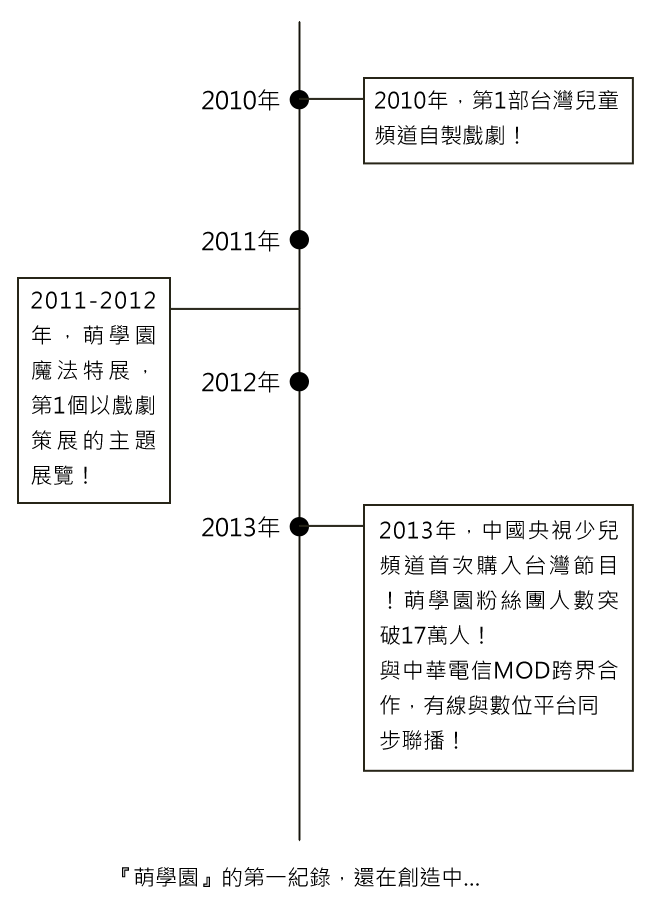 2010年
2010年，第1部台灣兒童
頻道自製戲劇！
2011年
2011-2012
年，萌學園
魔法特展，
第1個以戲劇
策展的主題
展覽！
2012年
2013年
2013年，中國央視少兒
頻道首次購入台灣節目
！萌學園粉絲團人數突
破17萬人！
與中華電信MOD跨界合
作，有線與數位平台同
步聯播！
『萌學園』的第一紀錄，還在創造中...